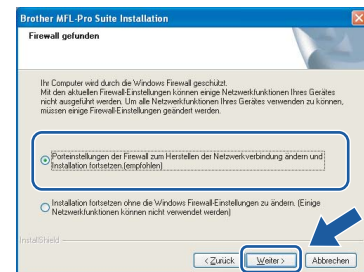 Brother MFL-Pro Suite Installation
Firewall gefunden
Ihr Computer wird durch die Windows Firewall geschützt.
Mit den aktuellen Firewall-Einstellungen können einige Netzwerkfunktionen Ihres Gerätes
nicht ausgeführt werden. Um alle Netzwerkfunktionen Ihres Gerätes verwenden zu können,
müssen einige Firewall-Einstellungen geändert werden.
Porteinstellungen der Firewall zum Herstellen der Netzwerkverbindung ändern und
Installation fortsetzen.(empfohlen)
Installation fortsetzen ohne die Windows Firewall-Einstellungen zu ändern. (Einige
Netzwerkfunktionen können nicht verwendet werden)
InstallShield
< Zurück Weiter > Abbrechen